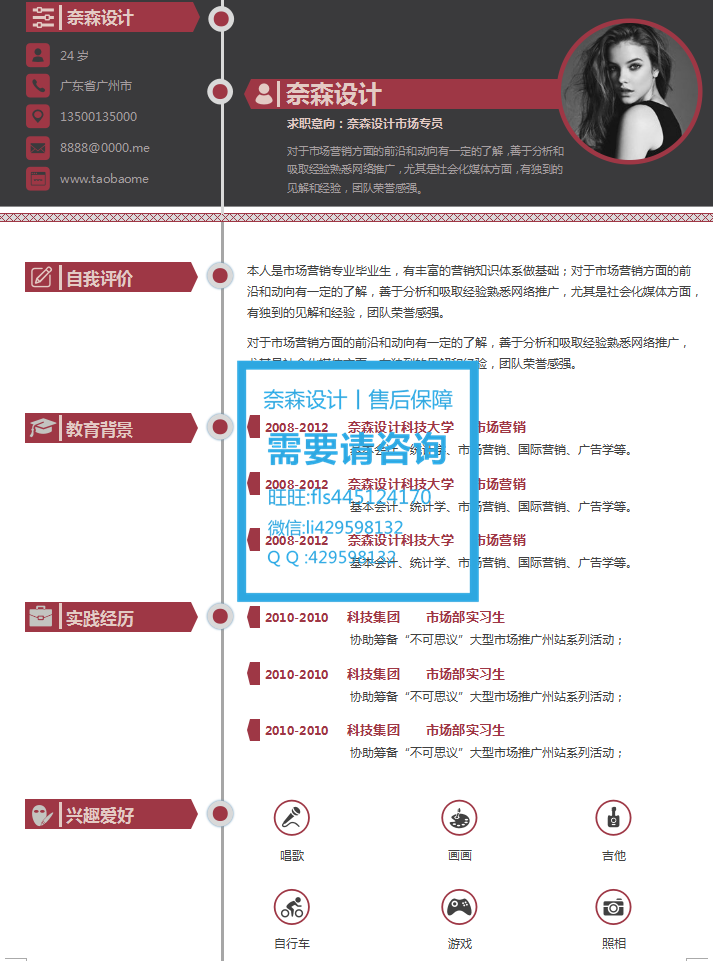 奈森设计
24 岁
广东省广州市
13500135000
8888@0000.me
www.taobaome
奈森设计
求职意向：奈森设计市场专员
对于市场营销方面的前沿和动向有一定的了解，善于分析和
吸取经验熟悉网络推广，尤其是社会化媒体方面，有独到的
见解和经验，团队荣誉感强。
自我评价
本人是市场营销专业毕业生，有丰富的营销知识体系做基础；对于市场营销方面的前
沿和动向有一定的了解，善于分析和吸取经验熟悉网络推广，尤其是社会化媒体方面，
有独到的见解和经验，团队荣誉感强。
对于市场营销方面的前沿和动向有一定的了解，善于分析和吸取经验熟悉网络推广，
尤其是社会化媒体方面，有独到的见解和经验，团队荣誉感强。
奈森设计丨售后保障
需要请咨询
旺旺:fls445124170
微信:li429598132
Q Q :429598132
教育背景
2008-2012 奈森设计科技大学 市场营销
基本会计、统计学、市场营销、国际营销、广告学等。
2008-2012 奈森设计科技大学 市场营销
基本会计、统计学、市场营销、国际营销、广告学等。
2008-2012 奈森设计科技大学 市场营销
基本会计、统计学、市场营销、国际营销、广告学等。
实践经历
2010-2010 科技集团 市场部实习生
协助筹备“不可思议”大型市场推广州站系列活动；
2010-2010 科技集团 市场部实习生
协助筹备“不可思议”大型市场推广州站系列活动；
2010-2010 科技集团 市场部实习生
协助筹备“不可思议”大型市场推广州站系列活动；
兴趣爱好
唱歌 画画 吉他
自行车 游戏 照相